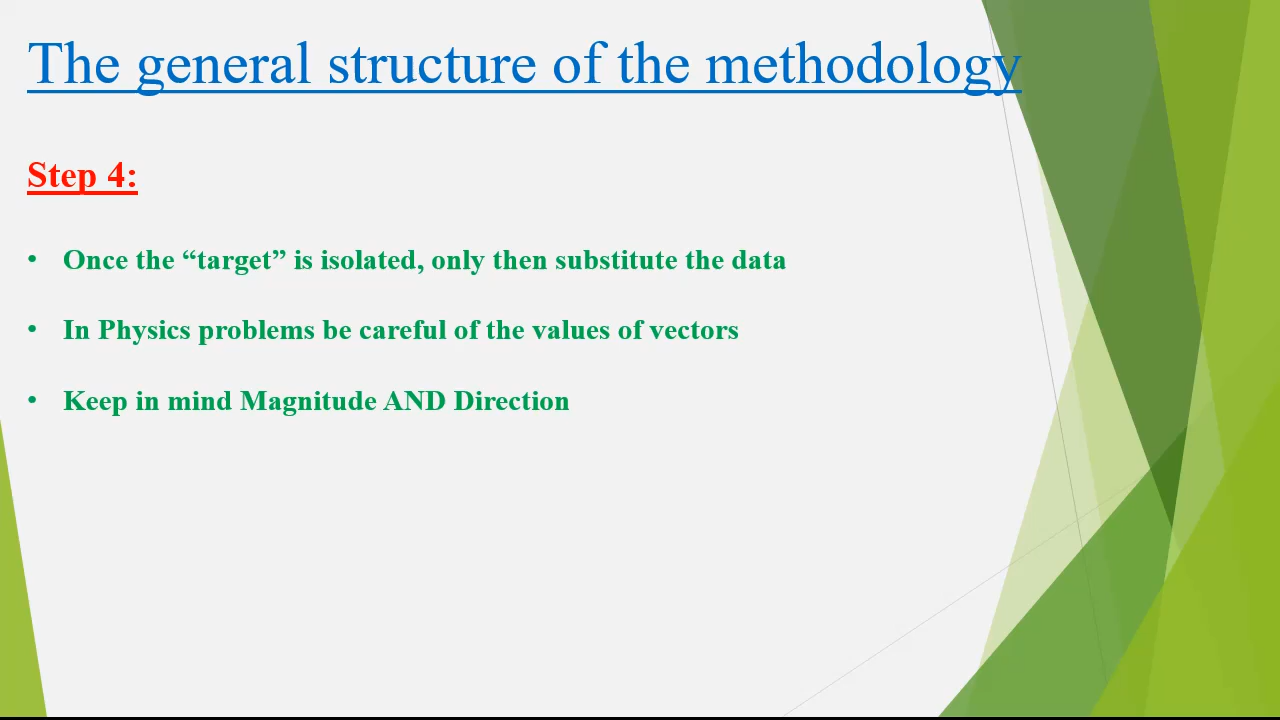 The general structure of the methodology
Step 4:
• Once the “target” is isolated, only then substitute the data
• In Physics problems be careful of the values of vectors
• Keep in mind Magnitude AND Direction